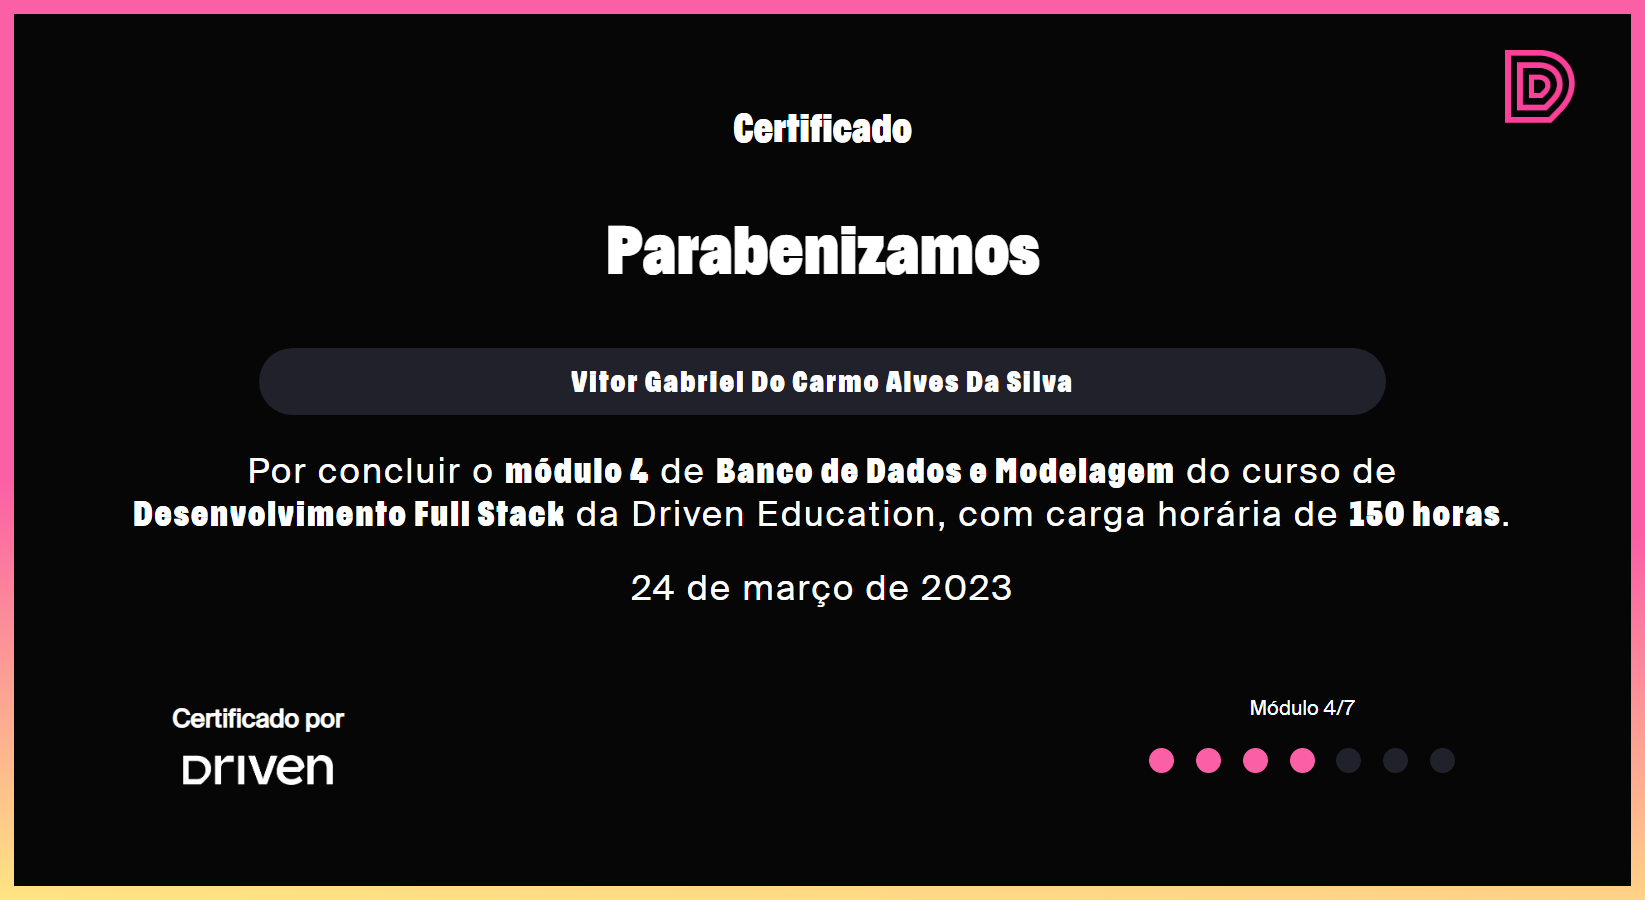 Certificado
Parabenizamos
Vitor Gabriel Do Carmo Alves Da Silva
Por concluir o módulo 4 de Banco de Dados e Modelagem do curso de
Desenvolvimento Full Stack da Driven Education, com carga horária de 150 horas.
24 de março de 2023
Certificado por
DRIVEN
Módulo 4/7